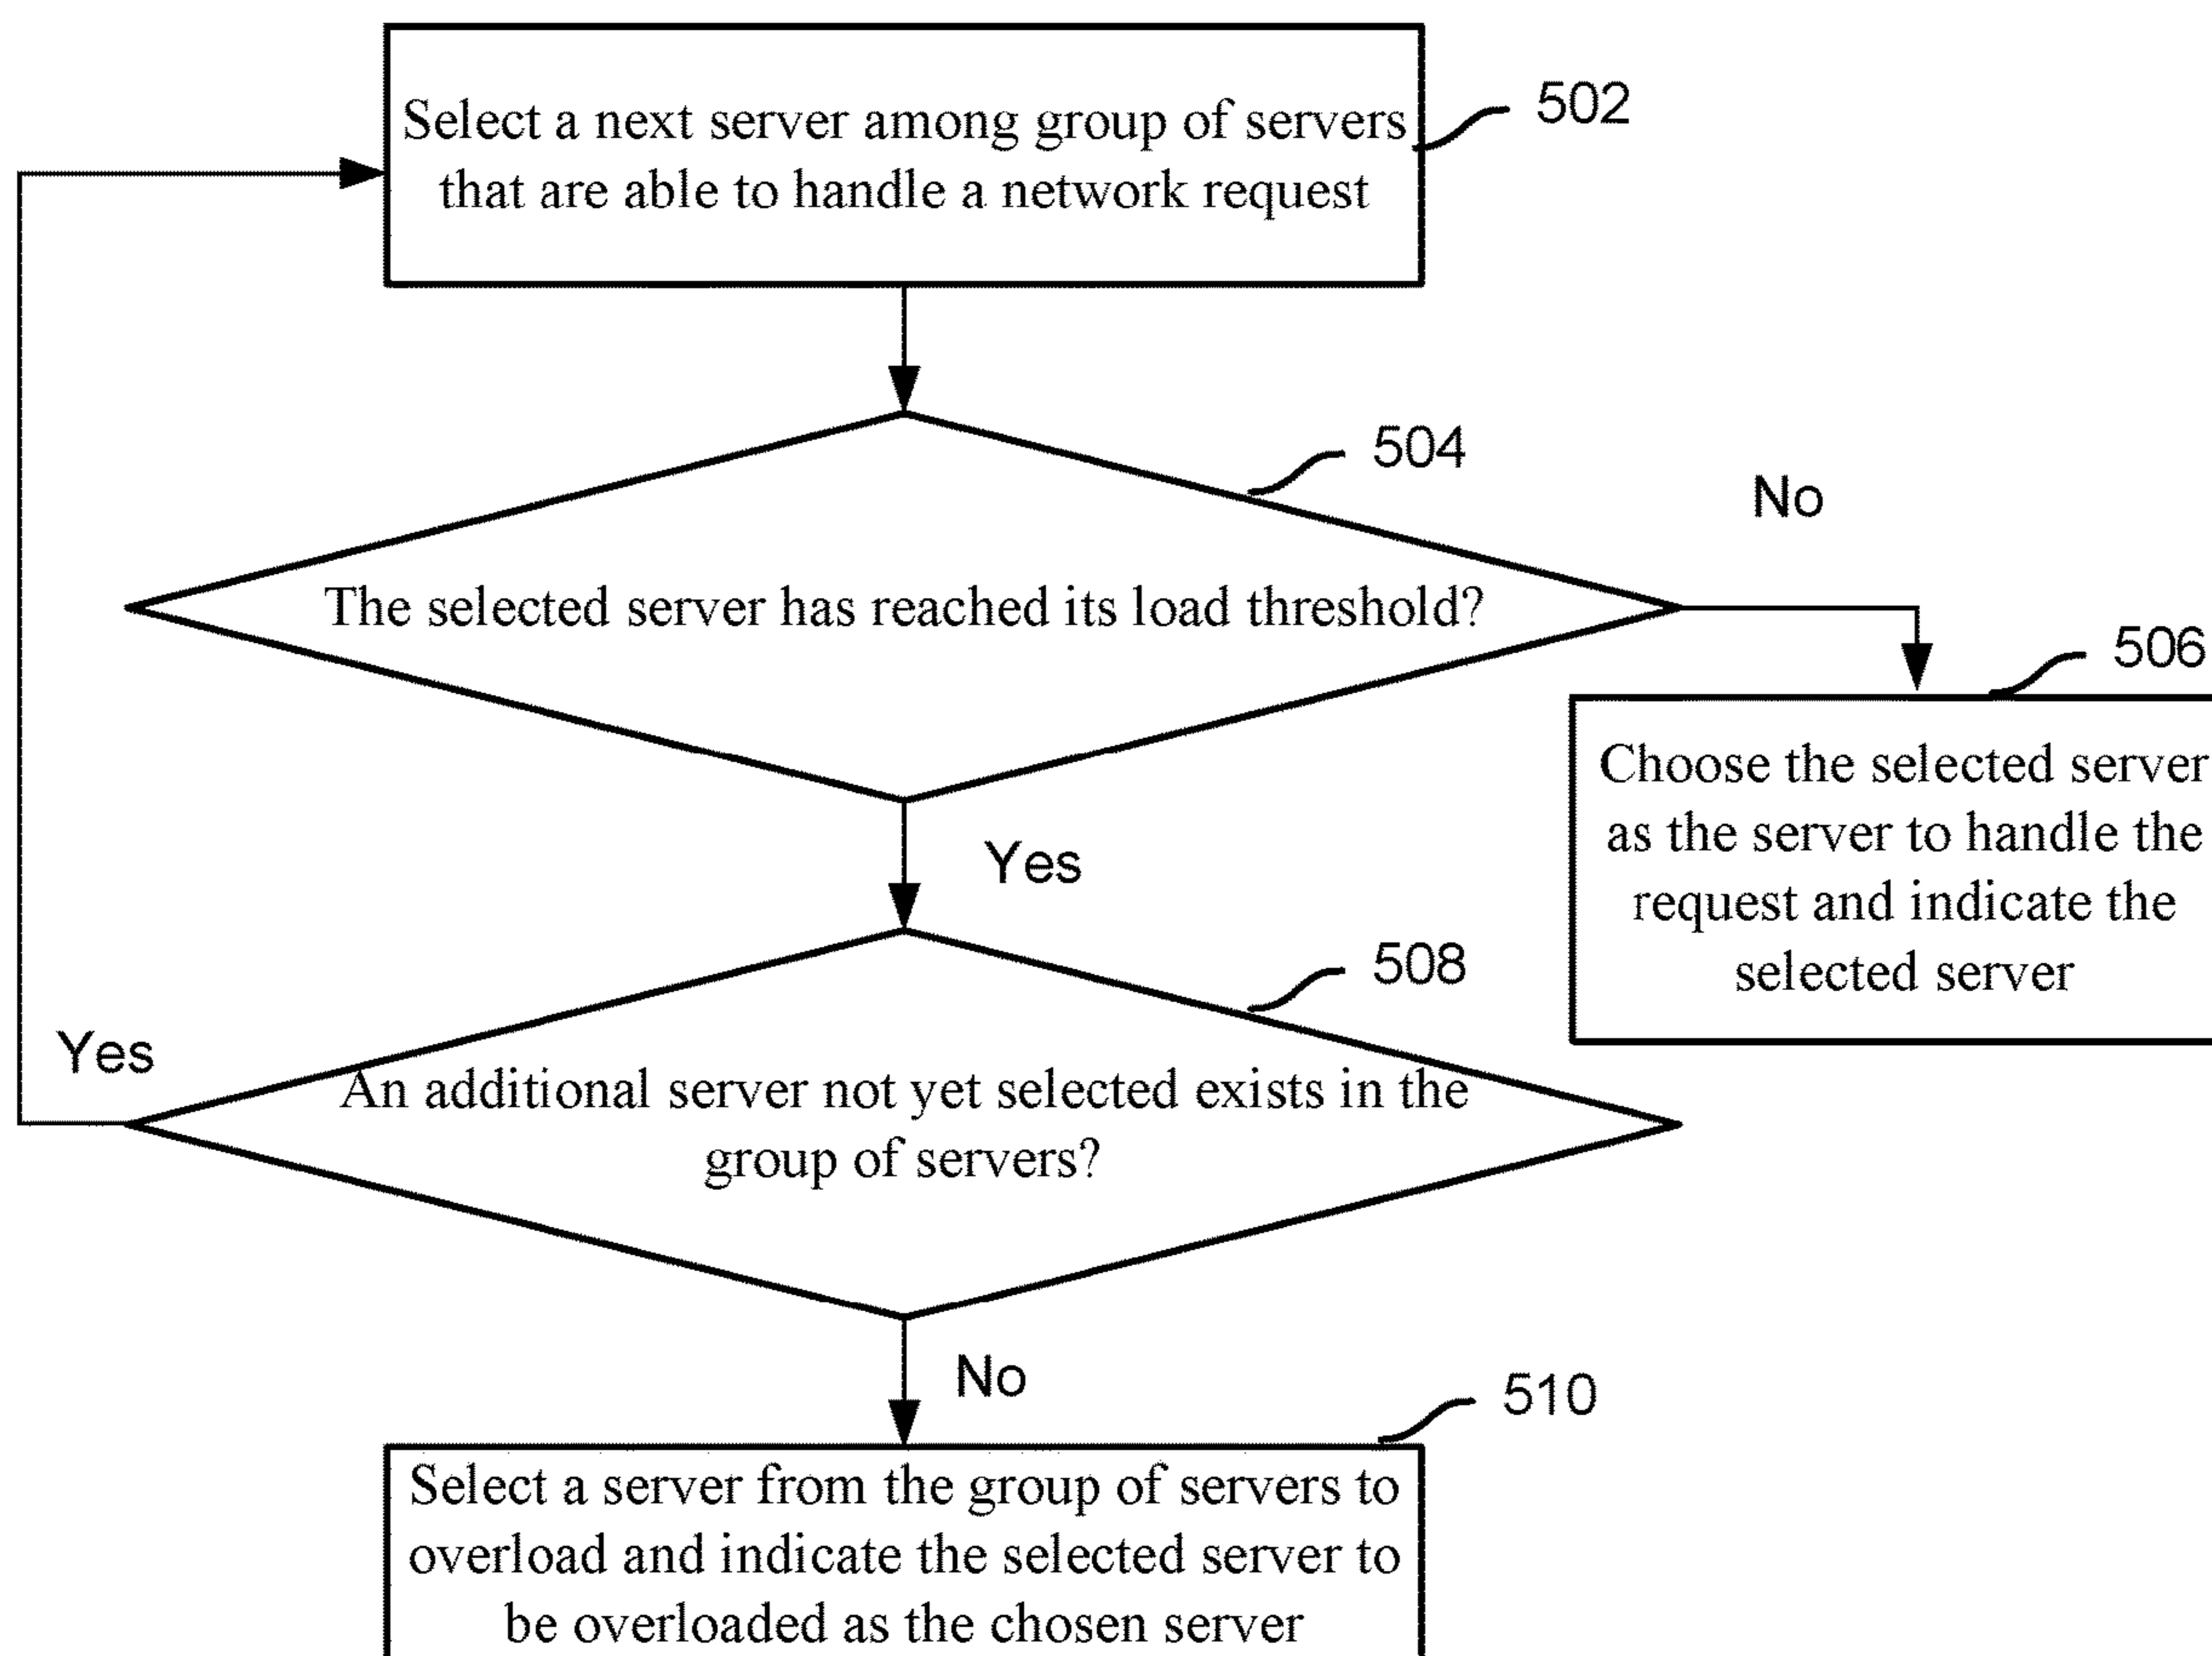 Select a next server among group of servers
that are able to handle a network request
502
504
No
The selected server has reached its load threshold?
506
Choose the selected server
as the server to handle the
request and indicate the
selected server
Yes
508
Yes
An additional server not yet selected exists in the
group of servers?
No
510
Select a server from the group of servers to
overload and indicate the selected server to
be overloaded as the chosen server